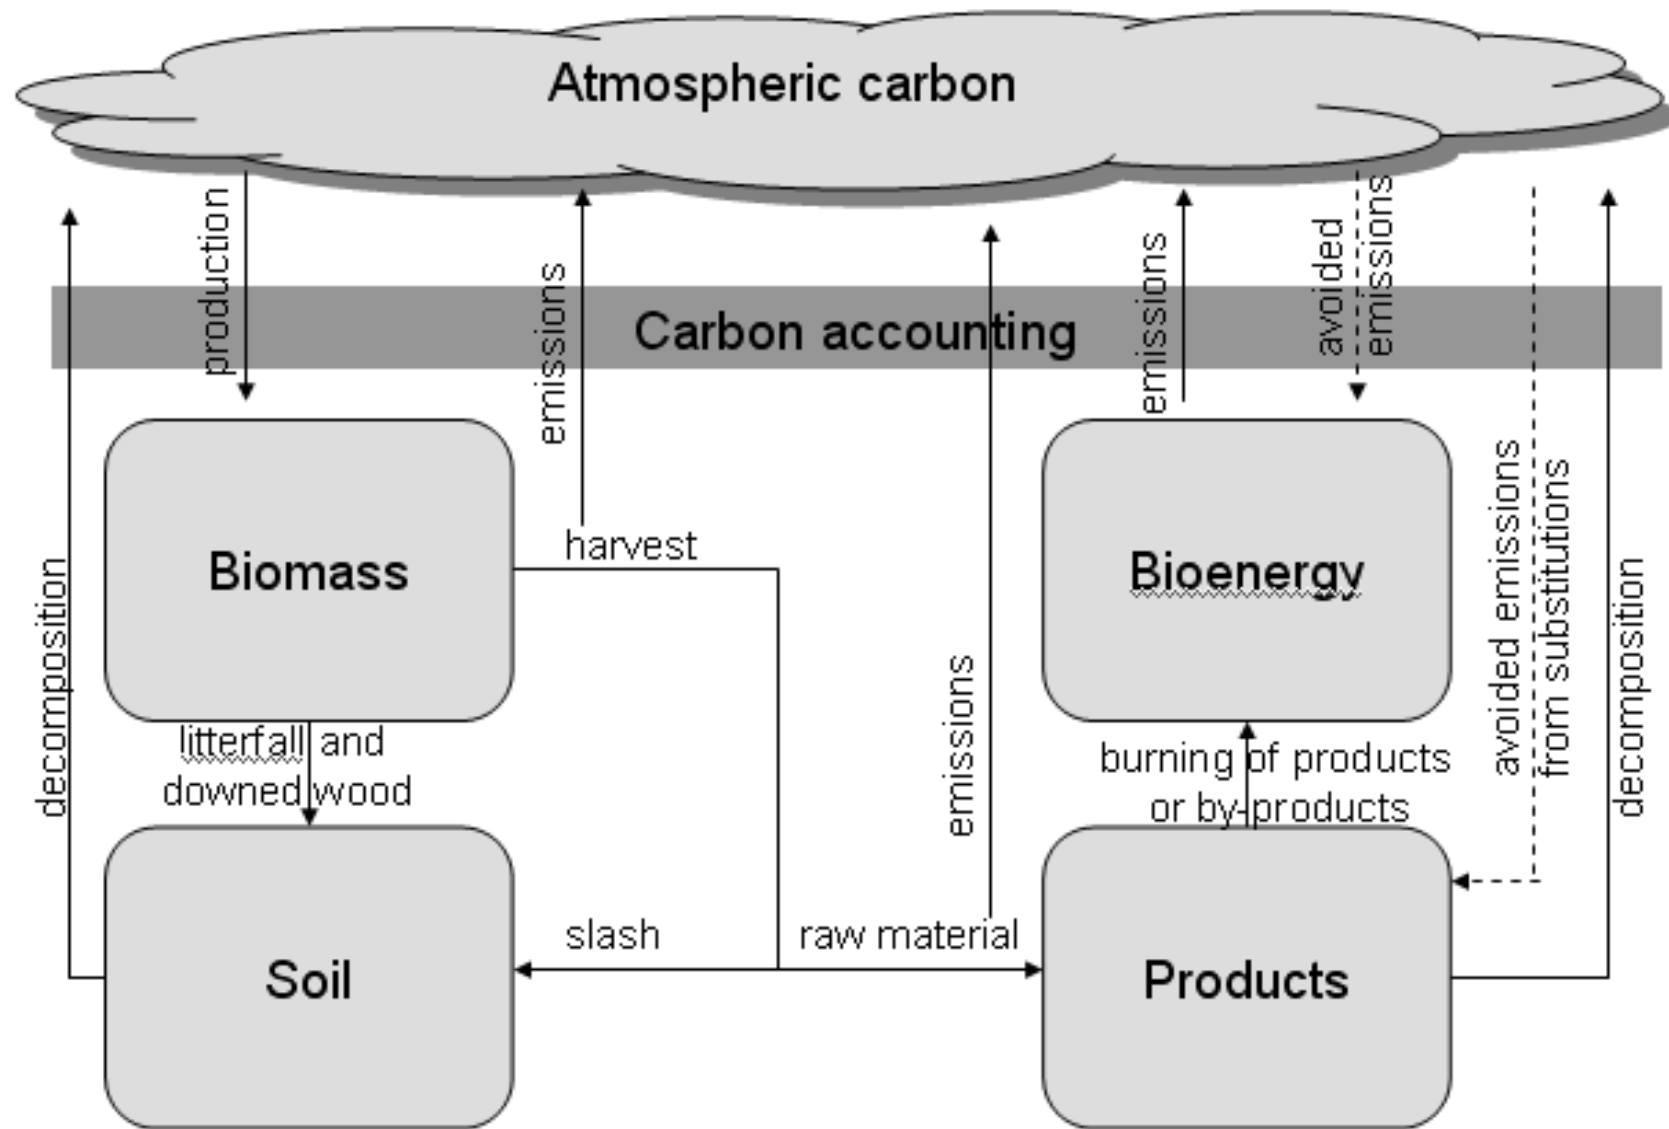 Atmospheric carbon
production
emissions
emissions
avoided
emissions
Carbon accounting
harvest
Biomass
Bioenergy
decomposition
emissions
avoided emissions
from substitutions
decomposition
litterfall and
downed wood
burning of products
or by-products
slash
raw material
Soil
Products